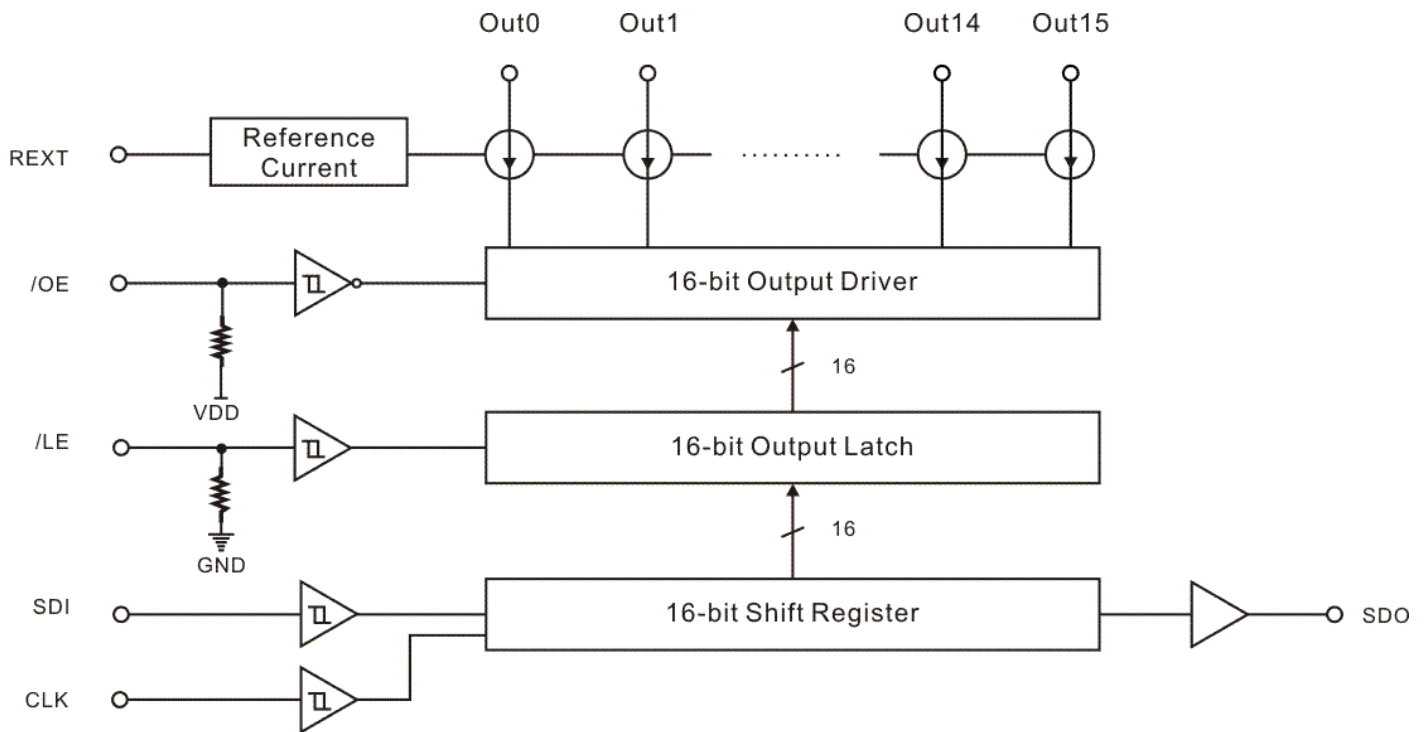 Out0 Out1 Out14 Out15
REXT
Reference
Current
..........
/OE
16-bit Output Driver
16
VDD
/LE
16-bit Output Latch
16
GND
SDI
16-bit Shift Register
SDO
CLK